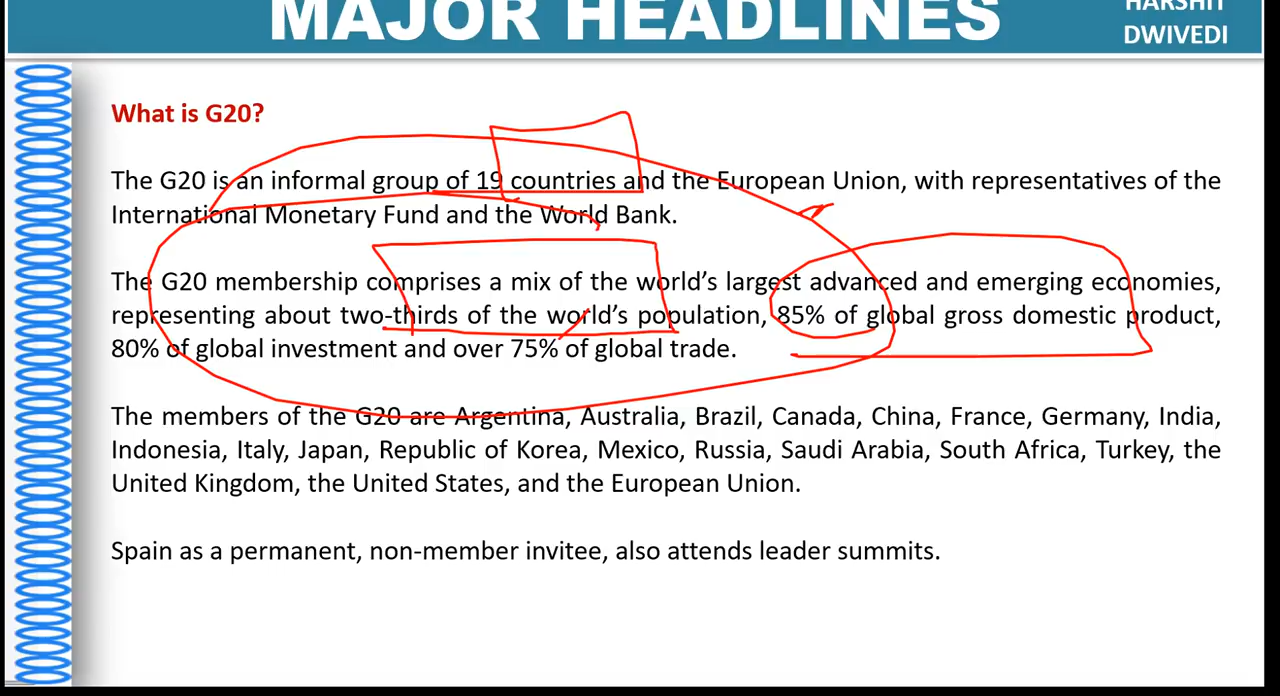 MAJOR HEADLINES
HARSHIT
DWIVEDI
What is G20?
The G20 is an informal group of 19 countries and the European Union, with representatives of the
International Monetary Fund and the World Bank.
The G20 membership comprises a mix of the world's largest advanced and emerging economies,
representing about two-thirds of the world's population, 85% of global gross domestic product,
80% of global investment and over 75% of global trade.
The members of the G20 are Argentina, Australia, Brazil, Canada, China, France, Germany, India,
Indonesia, Italy, Japan, Republic of Korea, Mexico, Russia, Saudi Arabia, South Africa, Turkey, the
United Kingdom, the United States, and the European Union.
Spain as a permanent, non-member invitee, also attends leader summits.